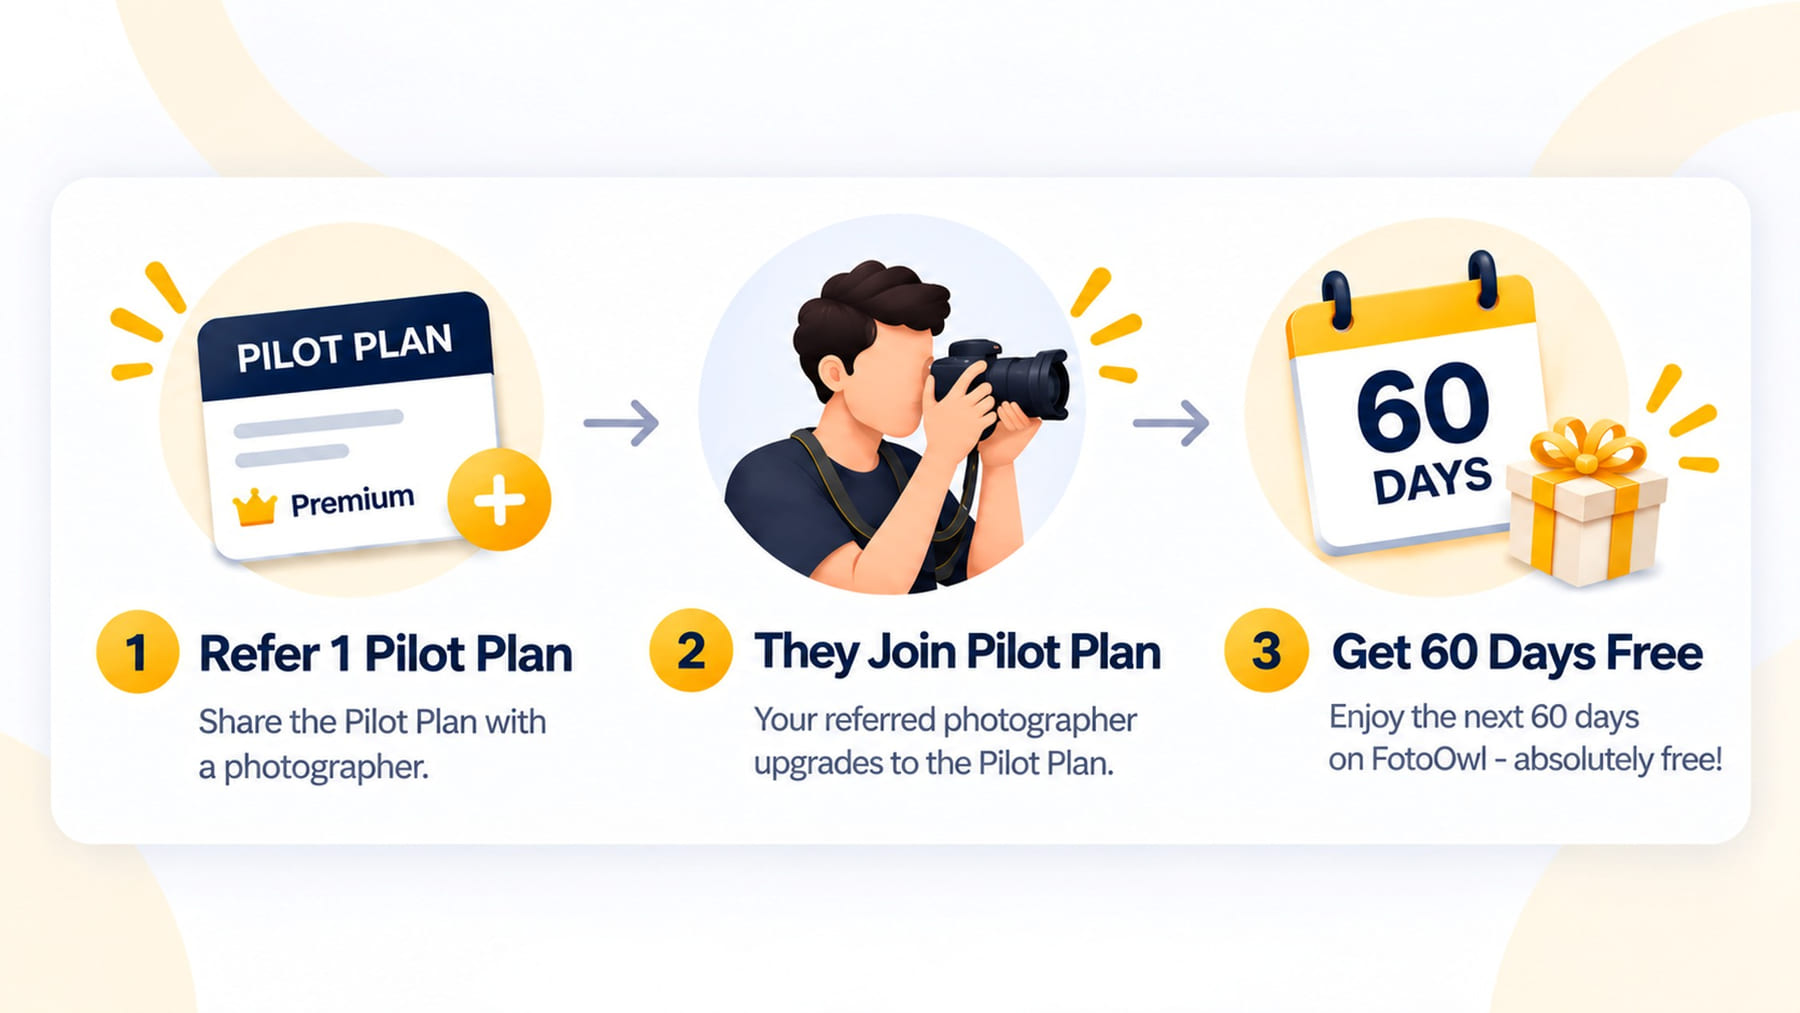 PILOT PLAN
Premium
60
DAYS
1 Refer 1 Pilot Plan
Share the Pilot Plan with
a photographer.
2 They Join Pilot Plan
Your referred photographer
upgrades to the Pilot Plan.
3 Get 60 Days Free
Enjoy the next 60 days
on FotoOwl - absolutely free!